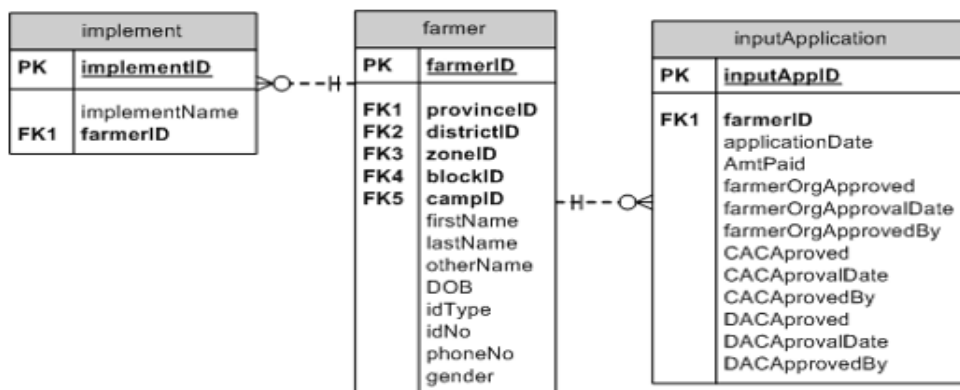 implement
PK implementID
implementName
FK1 farmerID
farmer
PK farmerID
FK1 provinceID
FK2 districtID
FK3 zoneID
FK4 blockID
FK5 campID
firstName
lastName
otherName
DOB
idType
idNo
phoneNo
gender
inputApplication
PK inputAppID
FK1 farmerID
applicationDate
AmtPaid
farmerOrgApproved
farmerOrgApprovalDate
farmerOrgApprovedBy
CACAproved
CACAprovalDate
CACAprovedBy
DACAproved
DACAprovalDate
DACApprovedBy